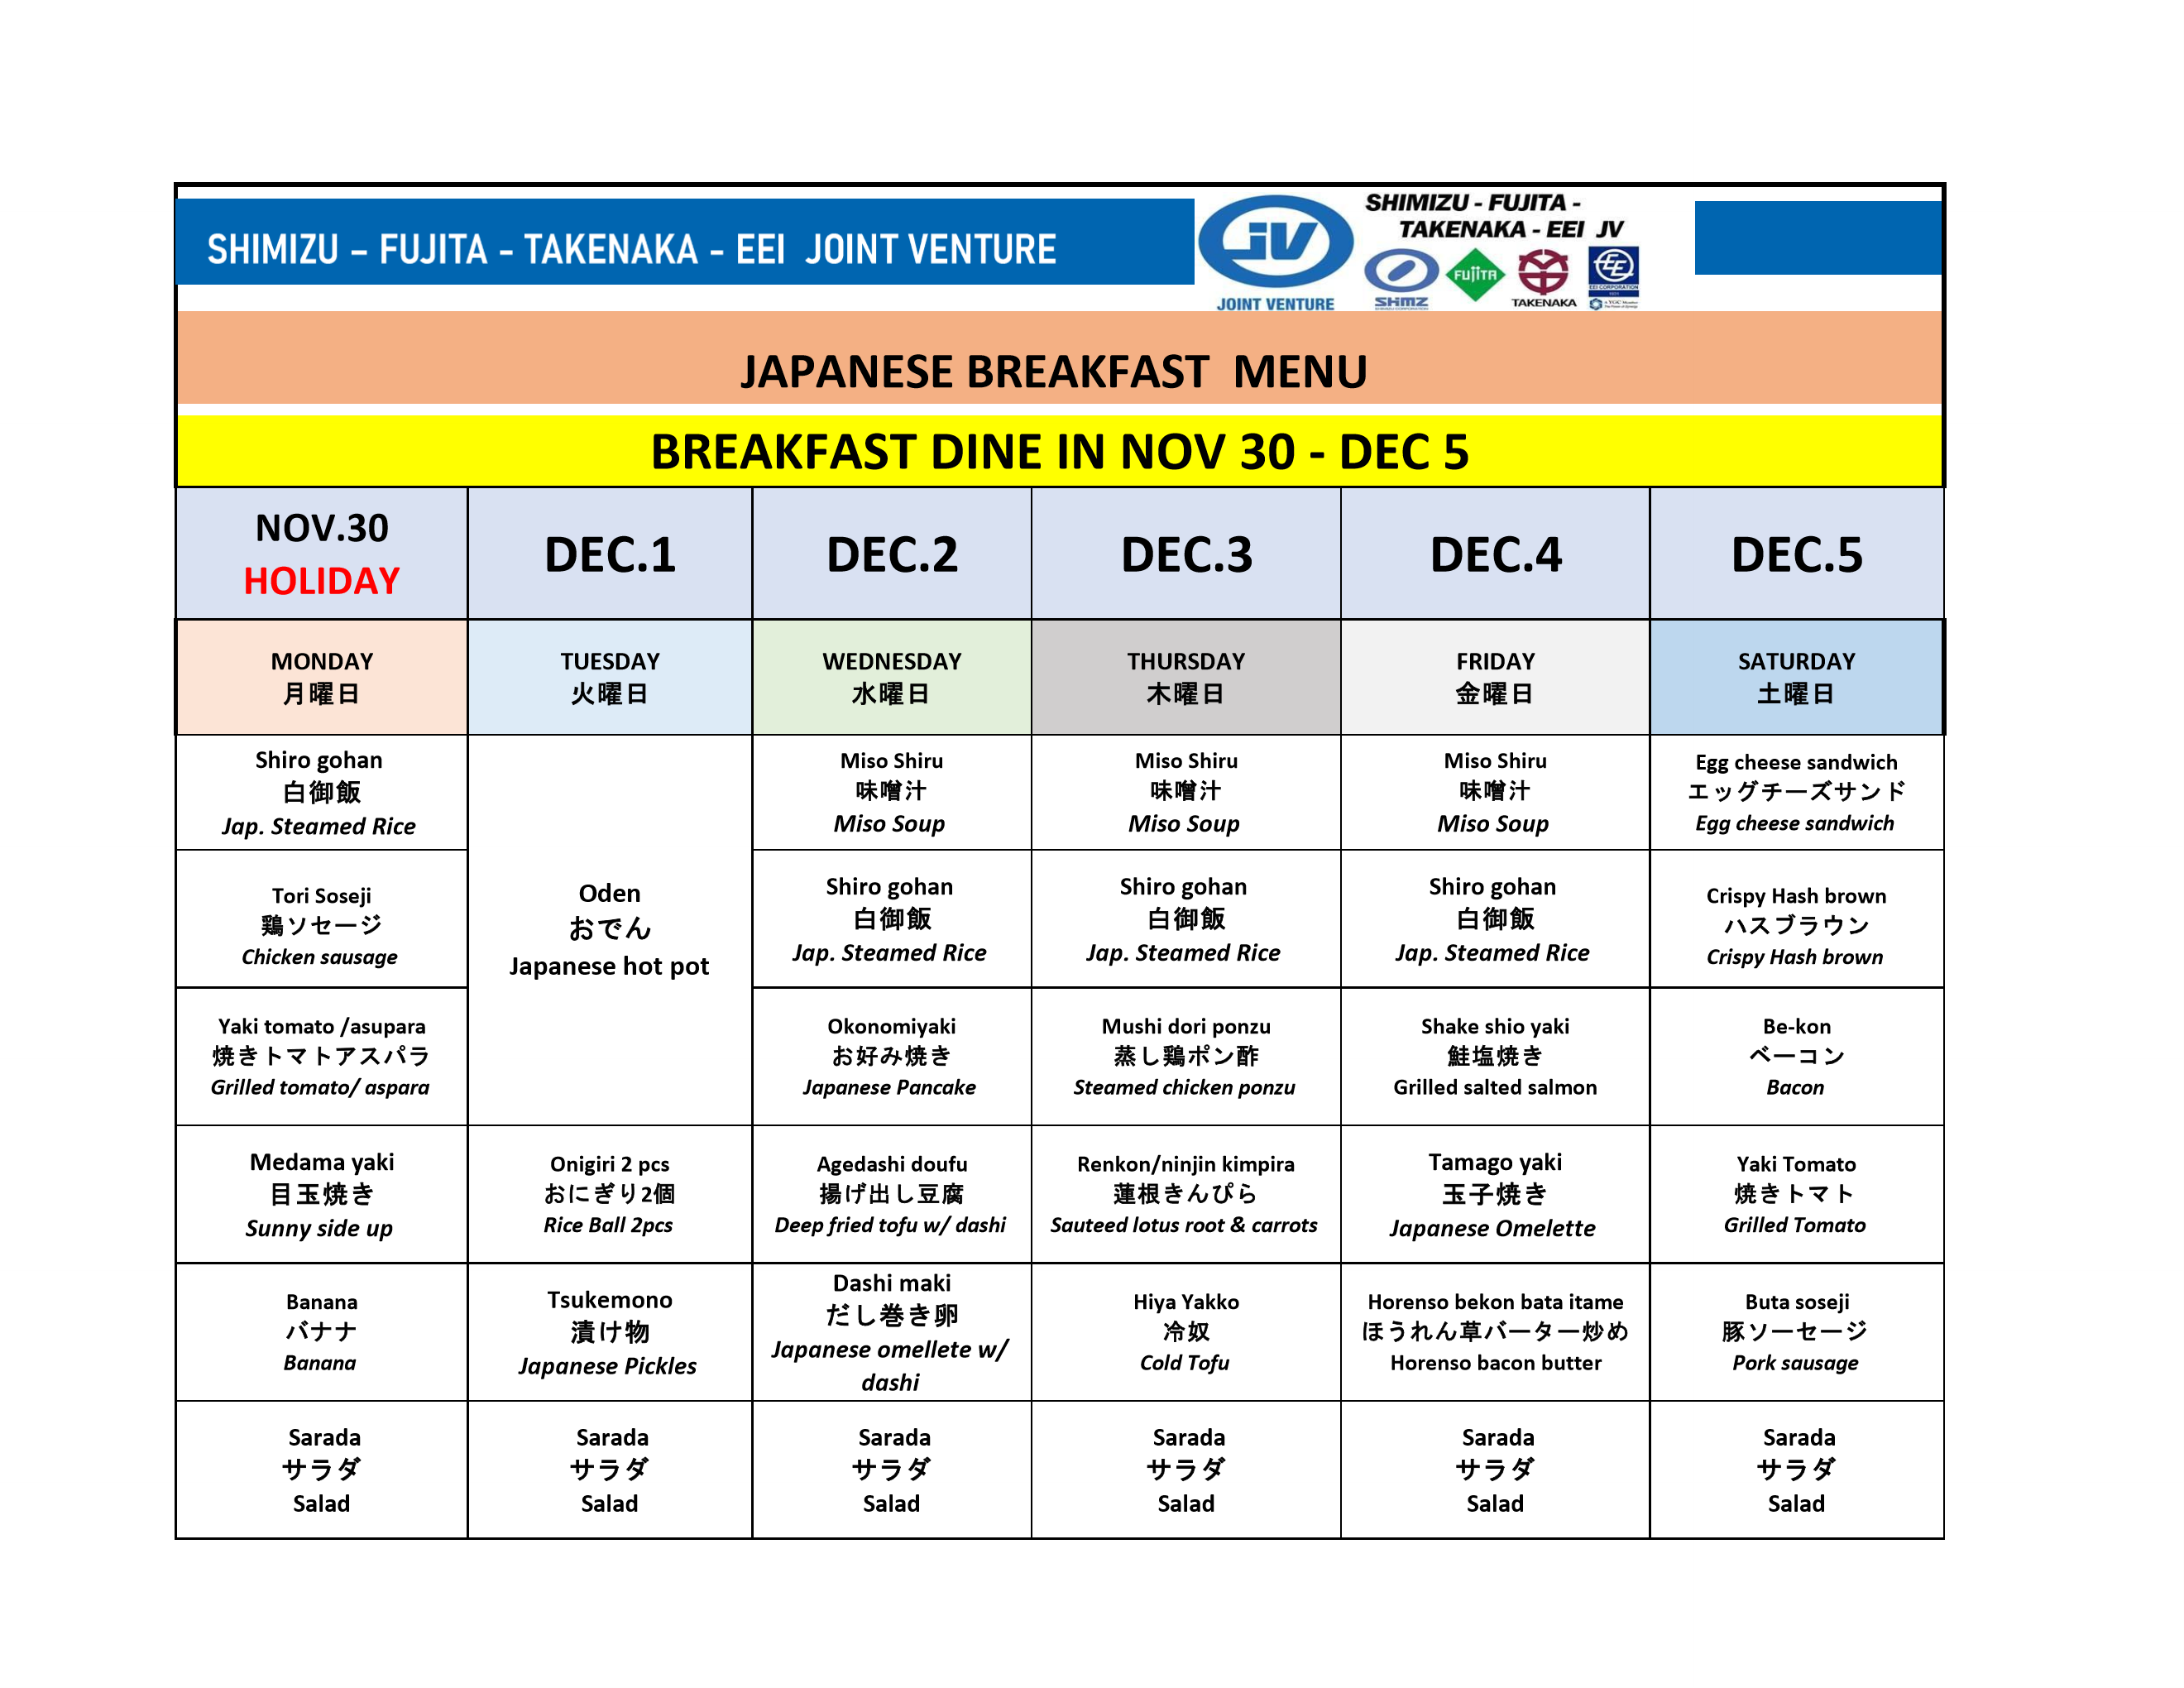 SHIMIZU – FUJITA - TAKENAKA - EEI JOINT VENTURE
JV
JOINT VENTURE
SHIMIZU - FUJITA -
TAKENAKA - EEI JV
SHMZ
FUJITA
TAKENAKA
EEI
EEI CORPORATION
JAPANESE BREAKFAST MENU
BREAKFAST DINE IN NOV 30 - DEC 5
NOV.30
HOLIDAY
DEC.1
DEC.2
DEC.3
DEC.4
DEC.5
MONDAY
月曜日
TUESDAY
火曜日
WEDNESDAY
水曜日
THURSDAY
木曜日
FRIDAY
金曜日
SATURDAY
土曜日
Shiro gohan
白御飯
Jap. Steamed Rice
Oden
おでん
Japanese hot pot
Miso Shiru
味噌汁
Miso Soup
Miso Shiru
味噌汁
Miso Soup
Miso Shiru
味噌汁
Miso Soup
Egg cheese sandwich
エッグチーズサンド
Egg cheese sandwich
Tori Soseji
鶏ソセージ
Chicken sausage
Shiro gohan
白御飯
Jap. Steamed Rice
Shiro gohan
白御飯
Jap. Steamed Rice
Shiro gohan
白御飯
Jap. Steamed Rice
Crispy Hash brown
ハスブラウン
Crispy Hash brown
Yaki tomato /asupara
焼きトマトアスパラ
Grilled tomato/ aspara
Okonomiyaki
お好み焼き
Japanese Pancake
Mushi dori ponzu
蒸し鶏ポン酢
Steamed chicken ponzu
Shake shio yaki
鮭塩焼き
Grilled salted salmon
Be-kon
ベーコン
Bacon
Medama yaki
目玉焼き
Sunny side up
Onigiri 2 pcs
おにぎり2個
Rice Ball 2pcs
Agedashi doufu
揚げ出し豆腐
Deep fried tofu w/ dashi
Renkon/ninjin kimpira
蓮根きんぴら
Sauteed lotus root & carrots
Tamago yaki
玉子焼き
Japanese Omelette
Yaki Tomato
焼きトマト
Grilled Tomato
Banana
バナナ
Banana
Tsukemono
漬け物
Japanese Pickles
Dashi maki
だし巻き卵
Japanese omellete w/
dashi
Hiya Yakko
冷奴
Cold Tofu
Horenso bekon bata itame
ほうれん草バーター炒め
Horenso bacon butter
Buta soseji
豚ソーセージ
Pork sausage
Sarada
サラダ
Salad
Sarada
サラダ
Salad
Sarada
サラダ
Salad
Sarada
サラダ
Salad
Sarada
サラダ
Salad
Sarada
サラダ
Salad